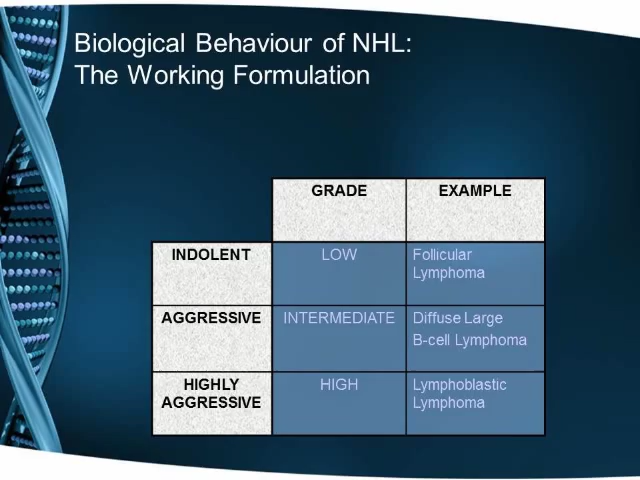 Biological Behaviour of NHL:
The Working Formulation
GRADE
EXAMPLE
INDOLENT
LOW
Follicular
Lymphoma
AGGRESSIVE
INTERMEDIATE
Diffuse Large
B-cell Lymphoma
HIGHLY
AGGRESSIVE
HIGH
Lymphoblastic
Lymphoma